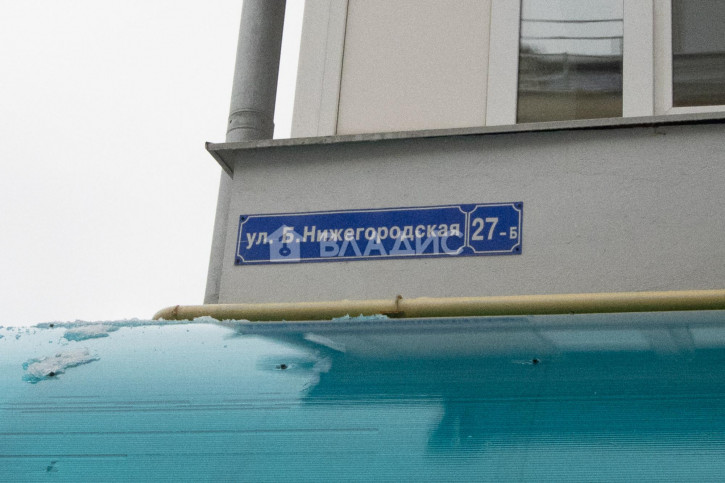 ул. Б. Нижегородская 27-Б
ВЛАДИС